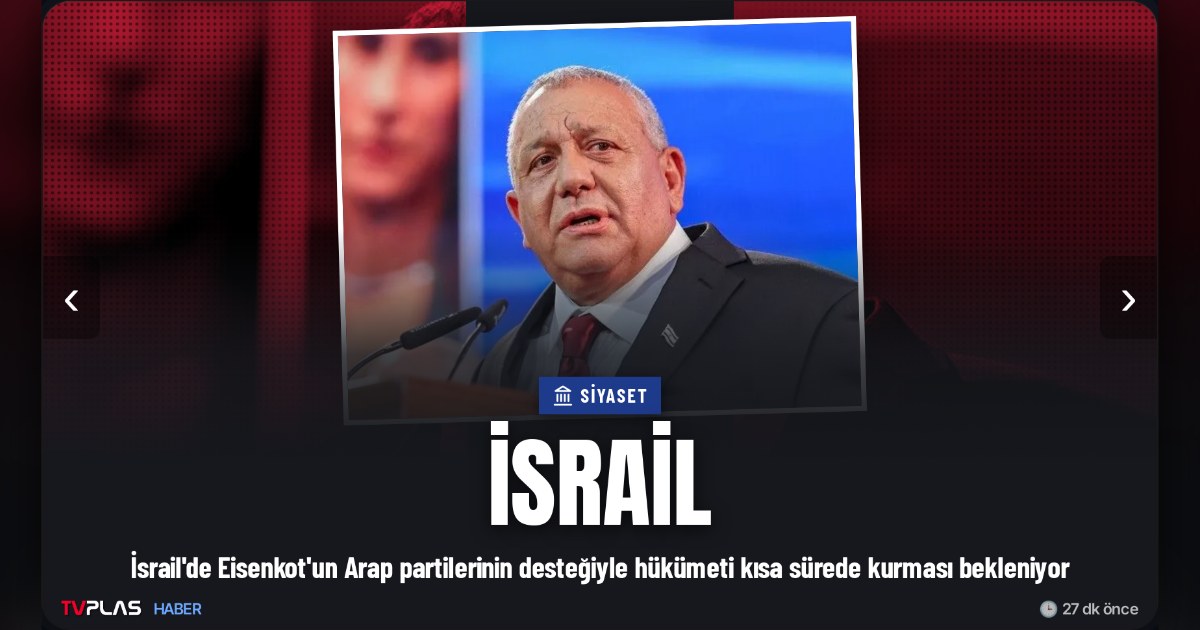 SİYASET
İSRAİL
İsrail'de Eisenkot'un Arap partilerinin desteğiyle hükümeti kısa sürede kurması bekleniyor
TVPLAS HABER
27 dk önce